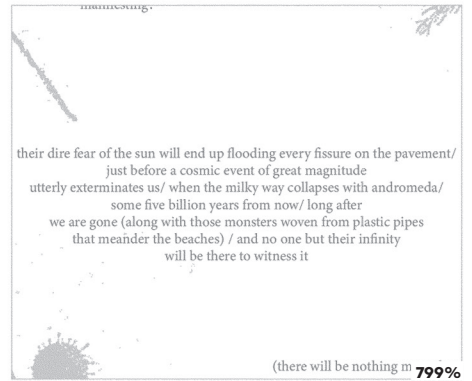 manifesting:
their dire fear of the sun will end up flooding every fissure on the pavement/
just before a cosmic event of great magnitude
utterly exterminates us/ when the milky way collapses with andromeda/
some five billion years from now/ long after
we are gone (along with those monsters woven from plastic pipes
that meander the beaches) / and no one but their infinity
will be there to witness it
(there will be nothing m
799%